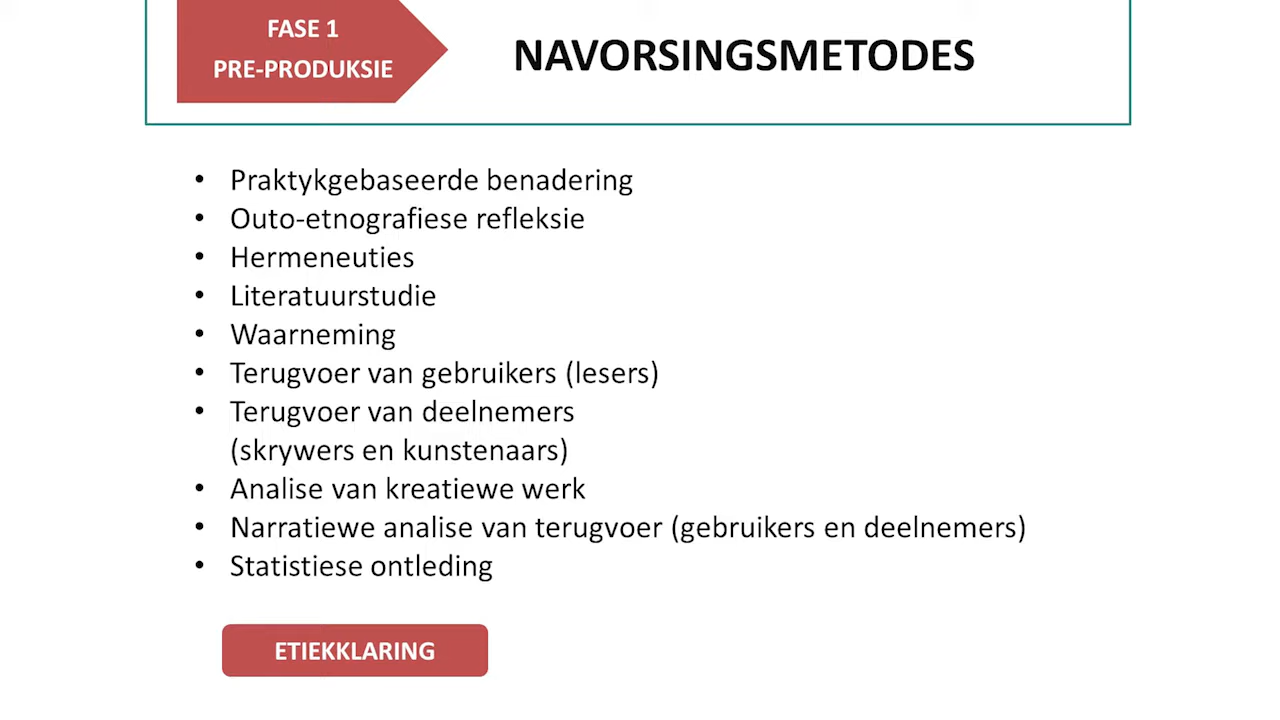 FASE 1
PRE-PRODUKSIE
NAVORSINGSMETODES
• Praktykgebaseerde benadering
• Outo-etnografiese refleksie
• Hermeneuties
• Literatuurstudie
• Waarneming
• Terugvoer van gebruikers (lesers)
• Terugvoer van deelnemers
(skrywers en kunstenaars)
• Analise van kreatiewe werk
• Narratiewe analise van terugvoer (gebruikers en deelnemers)
• Statistiese ontleding
ETIEKKLARING